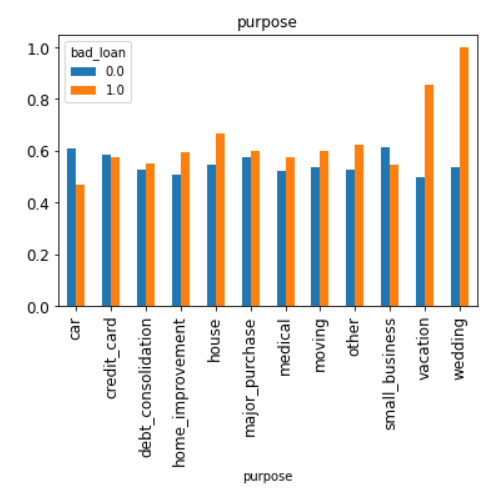 purpose
bad_loan
0.0
1.0
1.0
0.8
0.6
0.4
0.2
0.0
car
credit_card
debt_consolidation
home_improvement
house
major_purchase
medical
moving
other
small_business
vacation
wedding
purpose